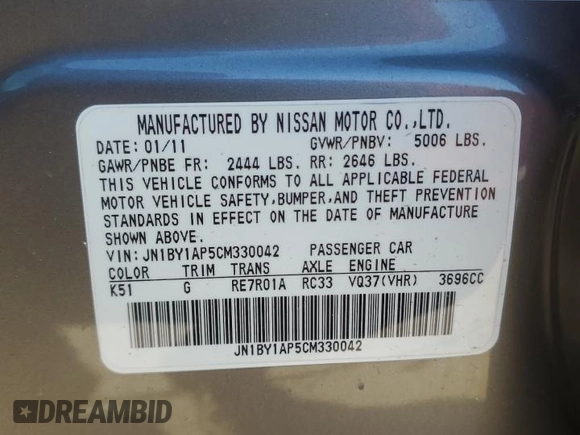 MANUFACTURED BY NISSAN MOTOR CO.,LTD.
DATE: 01/11 GVWR/PNBV: 5006 LBS.
GAWR/PNBE FR: 2444 LBS. RR: 2646 LBS.
THIS VEHICLE CONFORMS TO ALL APPLICABLE FEDERAL
MOTOR VEHICLE SAFETY,BUMPER,AND THEFT PREVENTION
STANDARDS IN EFFECT ON THE DATE OF MANUFACTURE
SHOWN ABOVE.
VIN: JN1BY1AP5CM330042 PASSENGER CAR
COLOR TRIM TRANS AXLE ENGINE
K51 G RE7R01A RC33 VQ37(VHR) 3696CC
JN1BY1AP5CM330042
DREAMBID